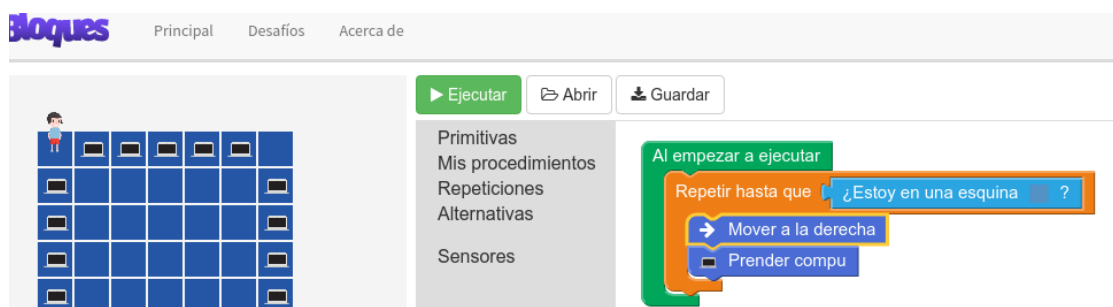 Bloques
Principal Desafíos Acerca de
Ejecutar Abrir Guardar
Primitivas
Mis procedimientos
Repeticiones
Alternativas
Sensores
Al empezar a ejecutar
Repetir hasta que ¿Estoy en una esquina ?
Mover a la derecha
Prender compu